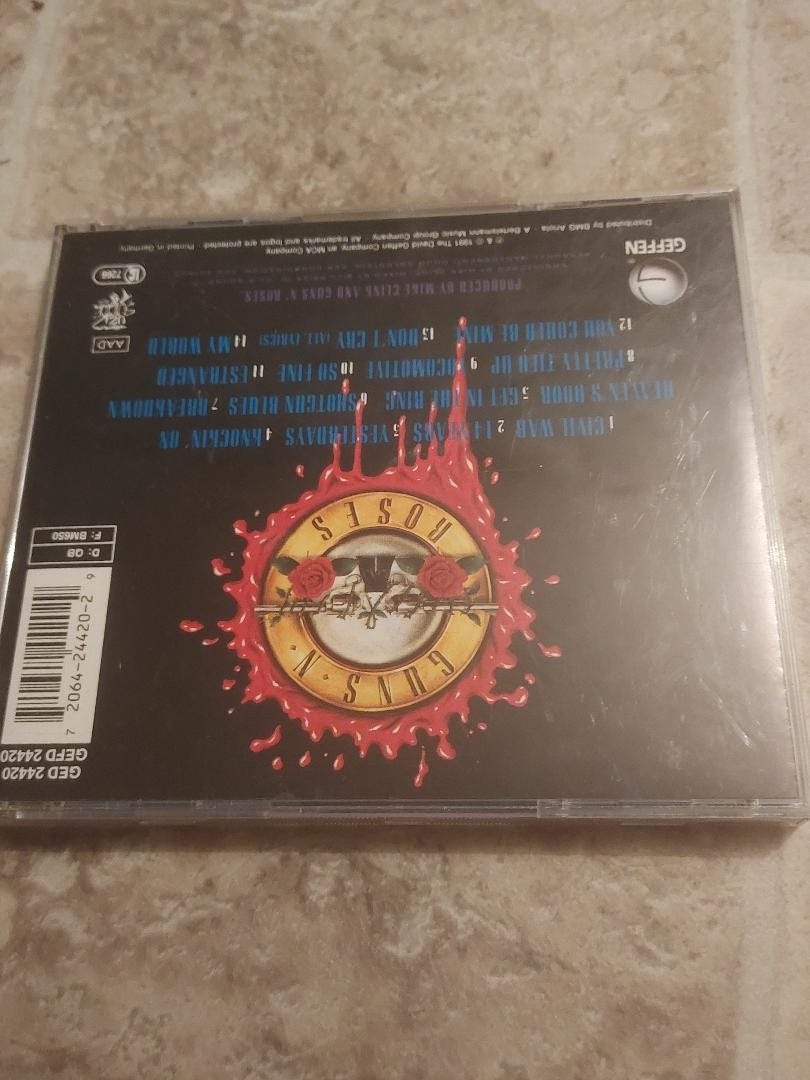 GED 24420
GEFD 24420
7 2064-24420-2 9
D: QB
F: BM650
GUNS N'
ROSES
1 CIVIL WAR 2 14 YEARS 3 YESTERDAYS 4 KNOCKIN' ON
HEAVEN'S DOOR 5 GET IN THE RING 6 SHOTGUN BLUES 7 BREAKDOWN
8 PRETTY TIED UP 9 LOCOMOTIVE 10 SO FINE 11 ESTRANGED
12 YOU COULD BE MINE 13 DON'T CRY (ALT. LYRICS) 14 MY WORLD
PRODUCED BY MIKE CLINK AND GUNS N' ROSES.
AAD
LC
7266
GEFFEN
℗ & © 1991 The David Geffen Company, an MCA Company
Distributed by BMG Ariola - A Bertelsmann Music Group Company. All trademarks and logos are protected. Printed in Germany